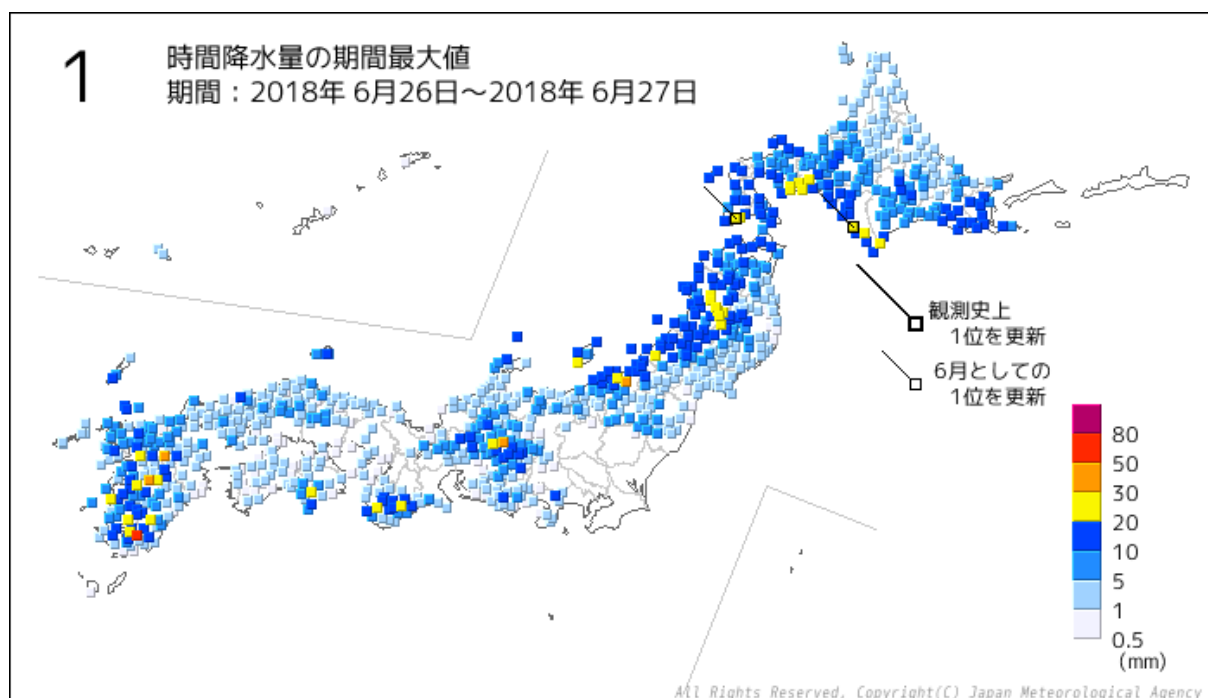 1 時間降水量の期間最大値
期間：2018年 6月26日～2018年 6月27日
観測史上
1位を更新
6月としての
1位を更新
80
50
30
20
10
5
1
0.5
(mm)
All Rights Reserved. Copyright(C) Japan Meteorological Agency